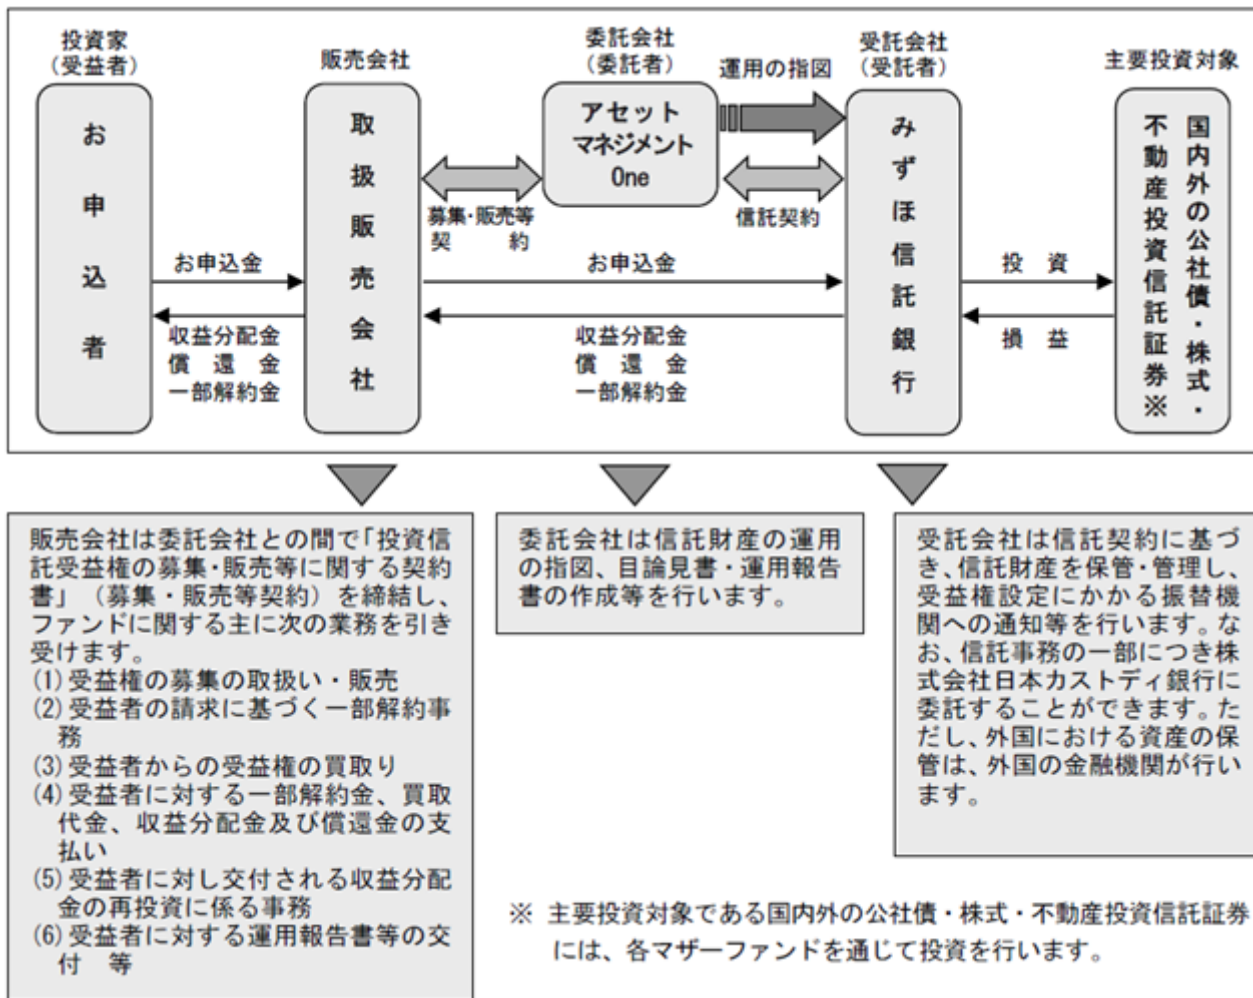 投資家
（受益者）
販売会社
委託会社
（委託者）
運用の指図
受託会社
（受託者）
主要投資対象
お申込者
取扱販売会社
アセット
マネジメント
One
みずほ信託銀行
国内外の公社債・株式・
不動産投資信託証券※
募集・販売等
契　　約
信託契約
お申込金
お申込金
投　資
収益分配金
償　還　金
一部解約金
収益分配金
償　還　金
一部解約金
損　益
販売会社は委託会社との間で「投資信
託受益権の募集・販売等に関する契約
書」（募集・販売等契約）を締結し、
ファンドに関する主に次の業務を引き
受けます。
(1)受益権の募集の取扱い・販売
(2)受益者の請求に基づく一部解約事
務
(3)受益者からの受益権の買取り
(4)受益者に対する一部解約金、買取
代金、収益分配金及び償還金の支
払い
(5)受益者に対し交付される収益分配
金の再投資に係る事務
(6)受益者に対する運用報告書等の交
付　等
委託会社は信託財産の運用
の指図、目論見書・運用報告
書の作成等を行います。
受託会社は信託契約に基づ
き、信託財産を保管・管理し、
受益権設定にかかる振替機
関への通知等を行います。な
お、信託事務の一部につき株
式会社日本カストディ銀行に
委託することができます。た
だし、外国における資産の保
管は、外国の金融機関が行い
ます。
※ 主要投資対象である国内外の公社債・株式・不動産投資信託証券
には、各マザーファンドを通じて投資を行います。